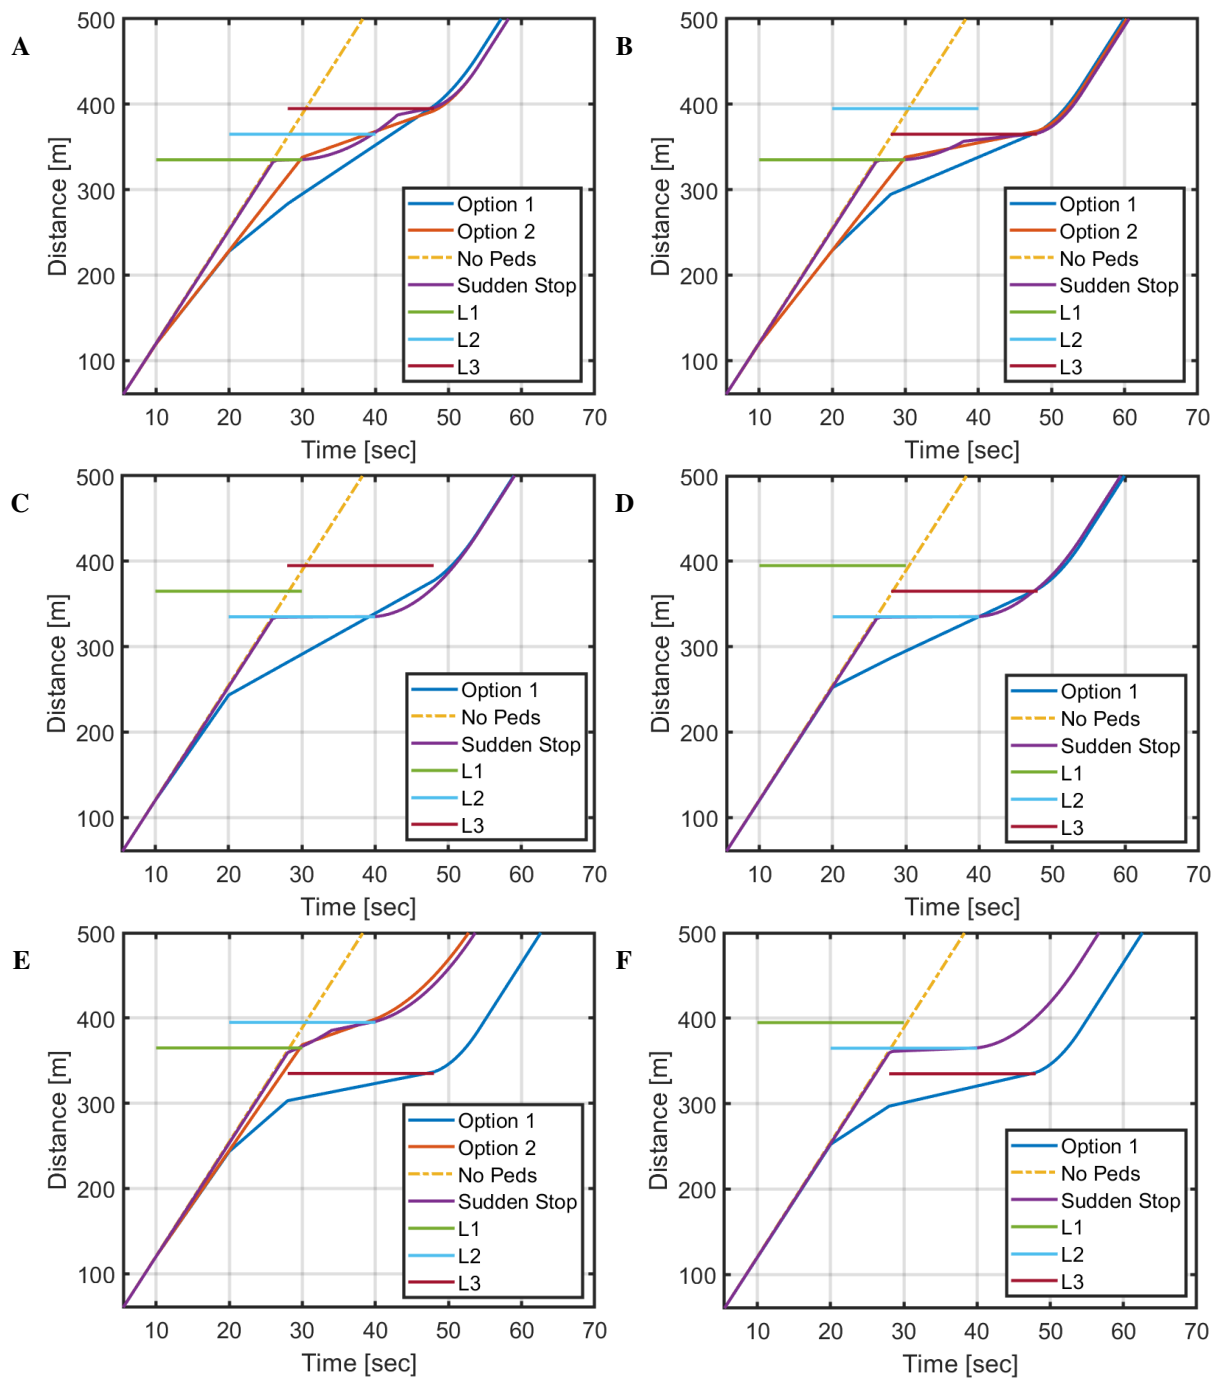 A
500
400
300
200
100
Distance [m]
10 20 30 40 50 60 70
Time [sec]
Option 1
Option 2
No Peds
Sudden Stop
L1
L2
L3
B
500
400
300
200
100
Distance [m]
10 20 30 40 50 60 70
Time [sec]
Option 1
Option 2
No Peds
Sudden Stop
L1
L2
L3
C
500
400
300
200
100
Distance [m]
10 20 30 40 50 60 70
Time [sec]
Option 1
No Peds
Sudden Stop
L1
L2
L3
D
500
400
300
200
100
Distance [m]
10 20 30 40 50 60 70
Time [sec]
Option 1
No Peds
Sudden Stop
L1
L2
L3
E
500
400
300
200
100
Distance [m]
10 20 30 40 50 60 70
Time [sec]
Option 1
Option 2
No Peds
Sudden Stop
L1
L2
L3
F
500
400
300
200
100
Distance [m]
10 20 30 40 50 60 70
Time [sec]
Option 1
No Peds
Sudden Stop
L1
L2
L3